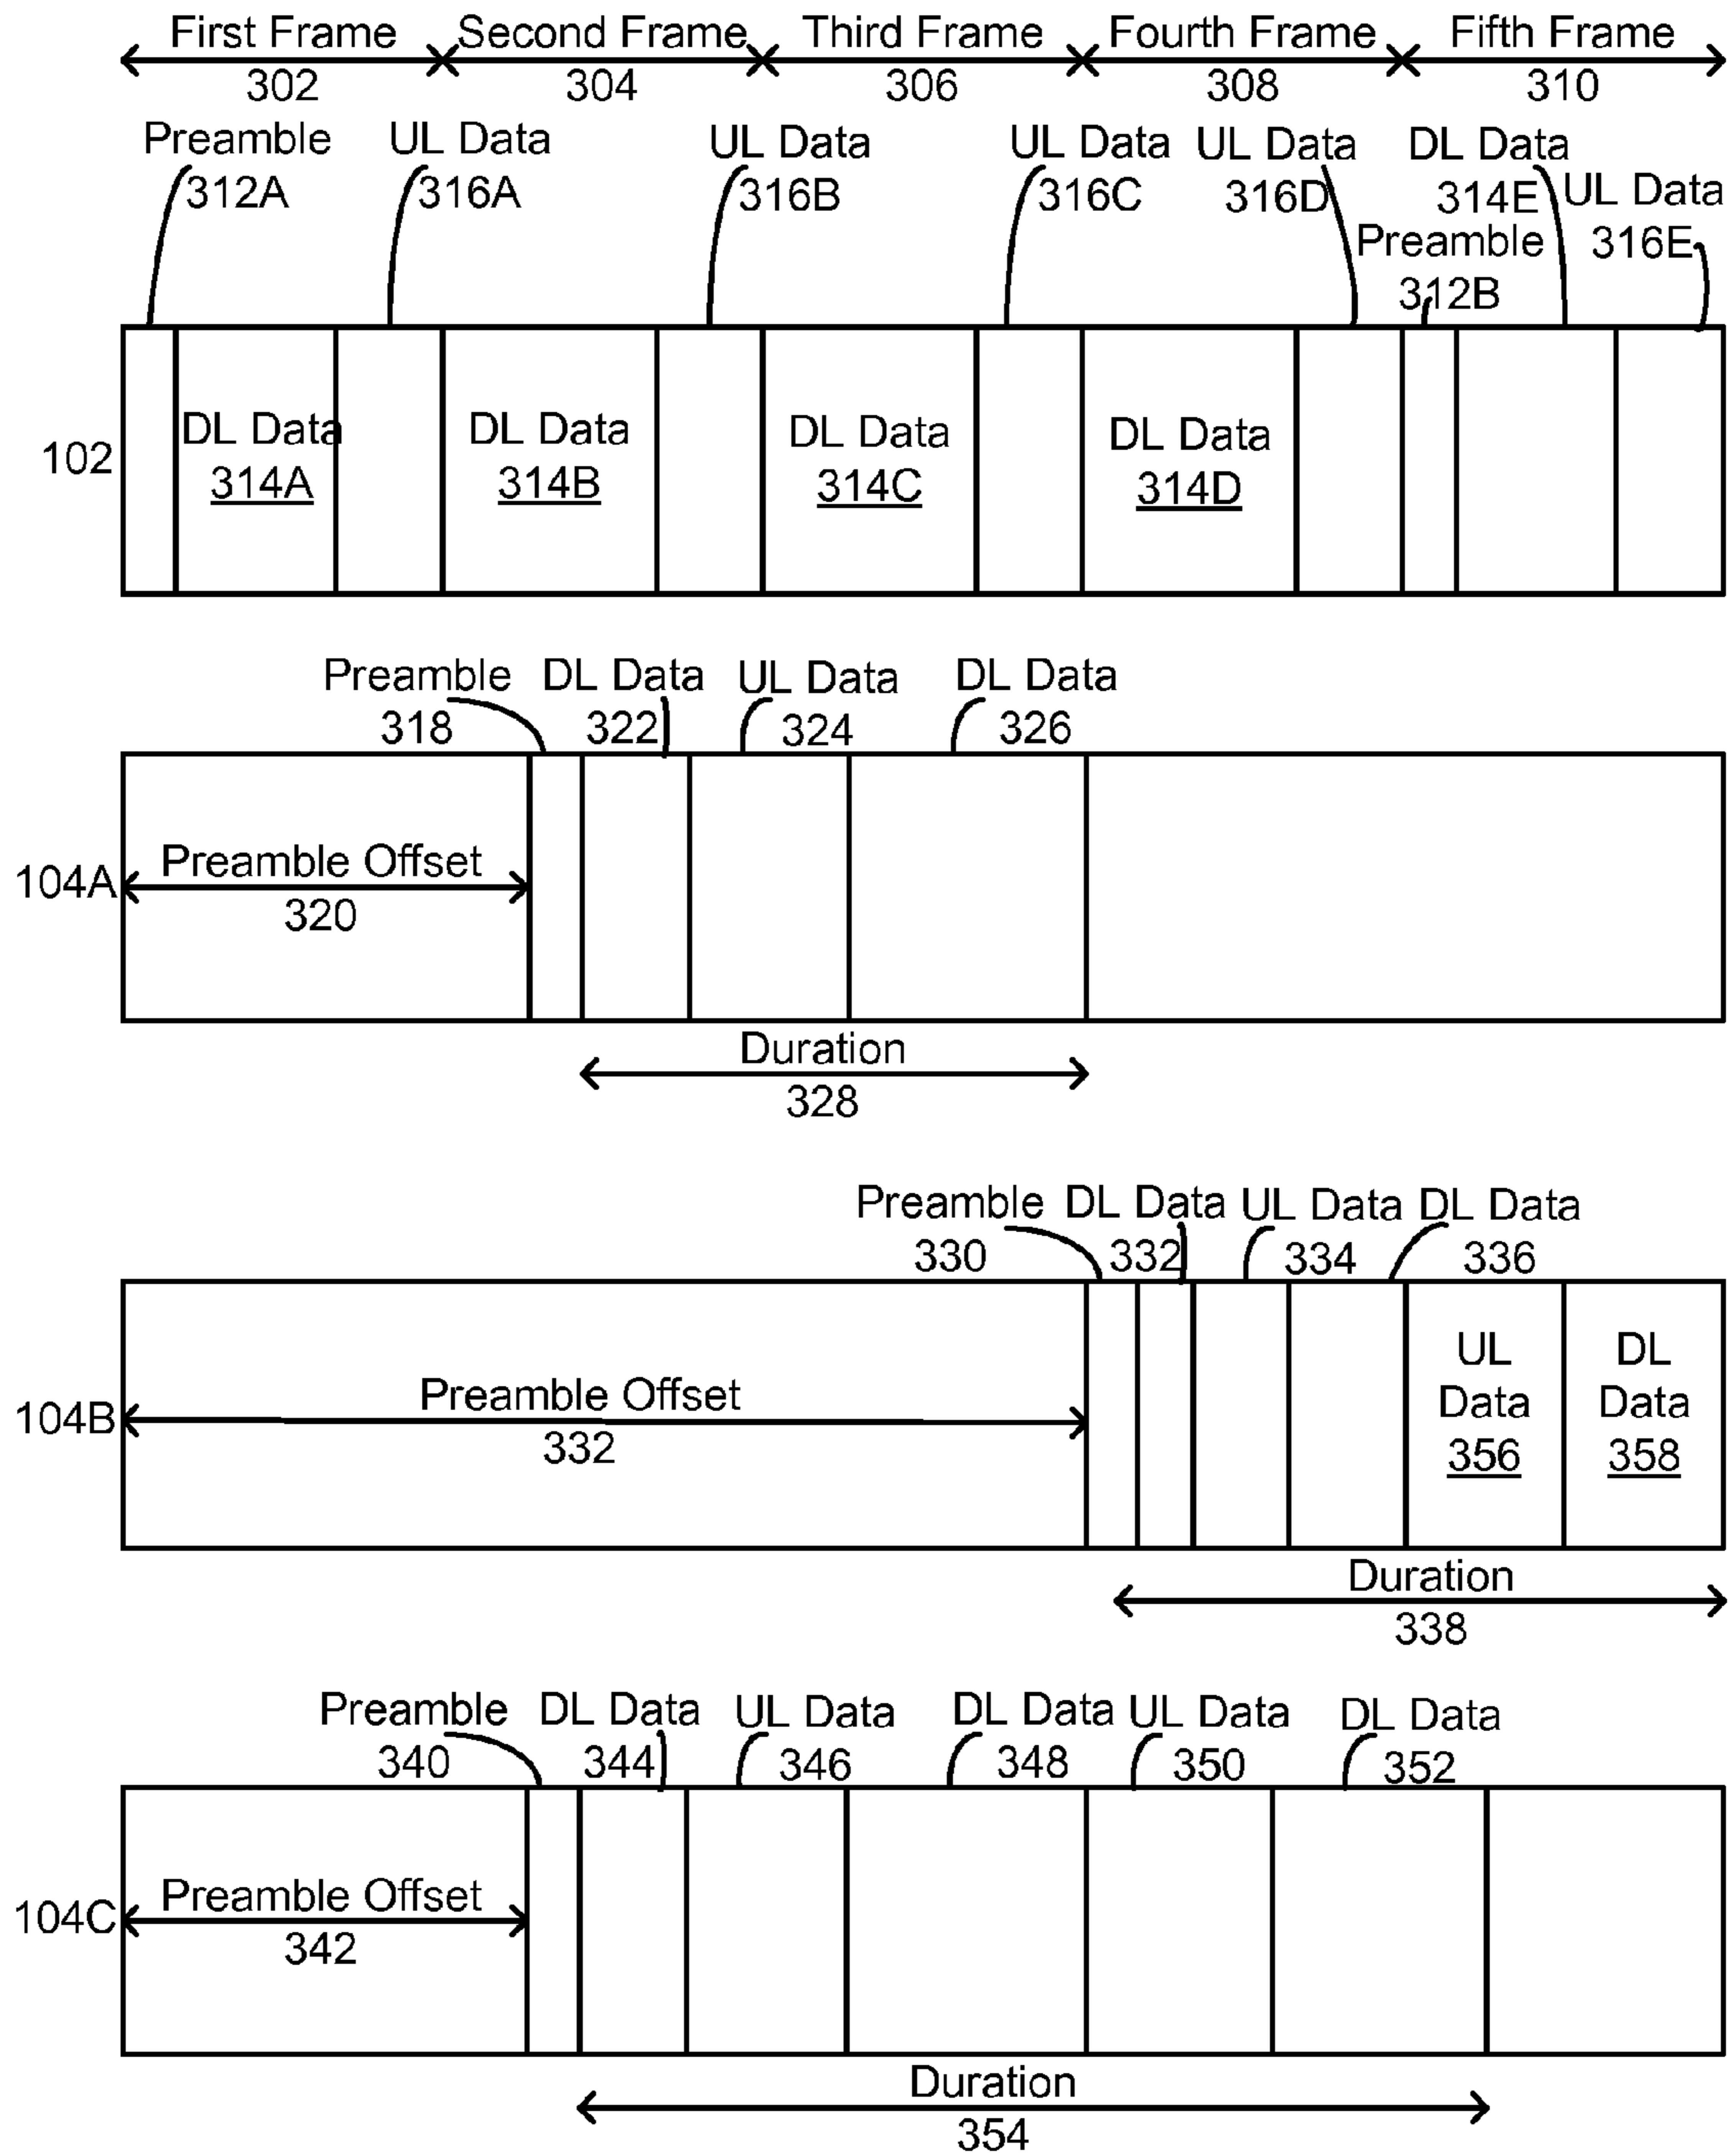 First Frame Second Frame Third Frame Fourth Frame Fifth Frame
302 304 306 308 310
Preamble UL Data UL Data UL Data UL Data DL Data
312A 316A 316B 316C 316D 314E UL Data
Preamble 316E
312B
DL Data DL Data DL Data DL Data
102 314A 314B 314C 314D
Preamble DL Data UL Data DL Data
318 322 324 326
Preamble Offset
104A
320
Duration
328
Preamble DL Data UL Data DL Data
330 332 334 336
UL DL
Preamble Offset Data Data
104B
332 356 358
Duration
338
Preamble DL Data UL Data DL Data UL Data DL Data
340 344 346 348 350 352
Preamble Offset
104C
342
Duration
354